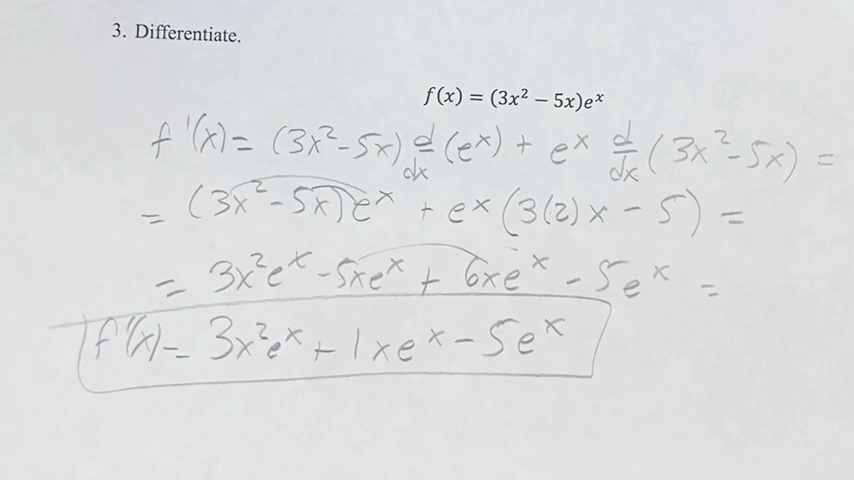 3. Differentiate.
f(x) = (3x² − 5x)eˣ
f'(x) = (3x²-5x) d/dx (eˣ) + eˣ d/dx (3x²-5x) =
= (3x²-5x)eˣ + eˣ (3(2)x - 5) =
= 3x²eˣ - 5xeˣ + 6xeˣ - 5eˣ =
f'(x) = 3x²eˣ + 1xeˣ - 5eˣ